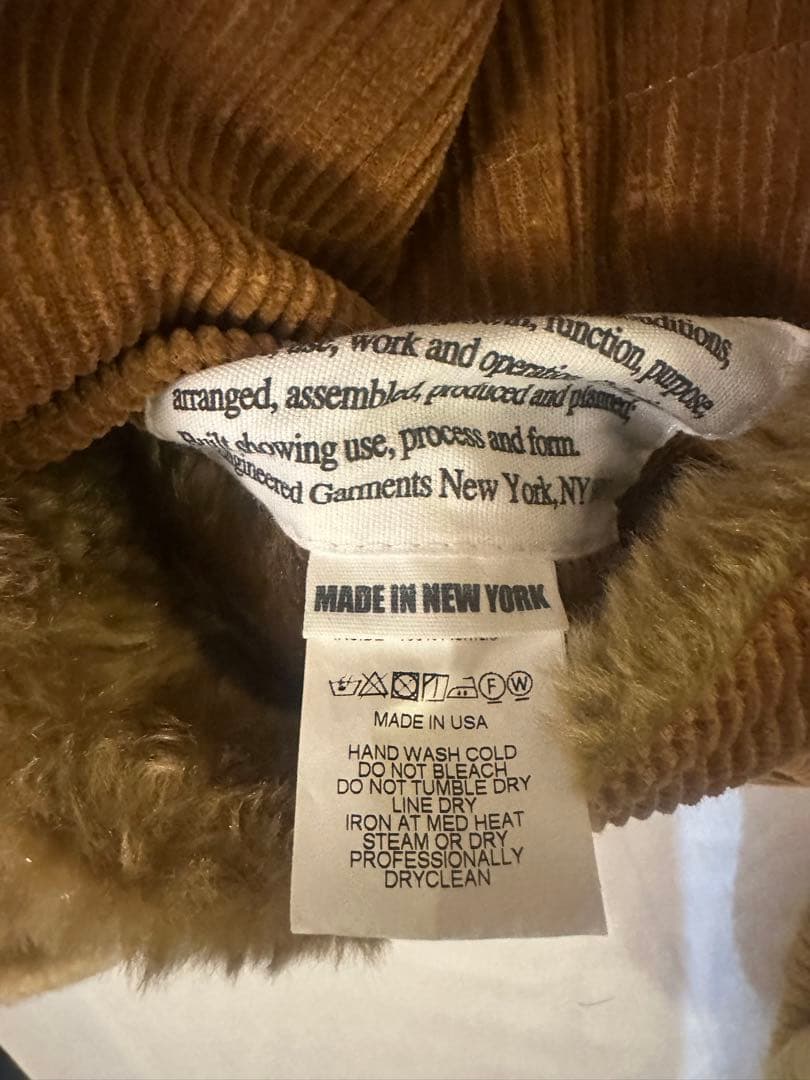 function, conditions,
use, work and operation purpose,
arranged, assembled, produced and planned;
Built showing use, process and form.
Engineered Garments New York, NY
MADE IN NEW YORK
F W
MADE IN USA
HAND WASH COLD
DO NOT BLEACH
DO NOT TUMBLE DRY
LINE DRY
IRON AT MED HEAT
STEAM OR DRY
PROFESSIONALLY
DRYCLEAN